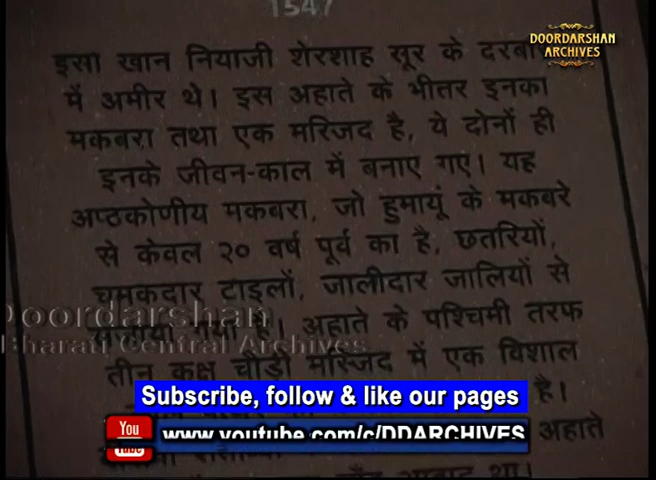 1547
DOORDARSHAN
ARCHIVES
इसा खान नियाजी शेरशाह सूर के
में अमीर थे। इस अहाते के भीतर इनका
मकबरा तथा एक मस्जिद है, ये दोनों ही
इनके जीवन-काल में बनाए गए। यह
अष्ठकोणीय मकबरा, जो हुमायूं के मकबरे
से केवल २० वर्ष पूर्व का है, छतरियों,
चमकदार टाइलों, जालीदार जालियों से
अहाते के पश्चिमी तरफ
तीन कक्ष चौड़ी मस्जिद में एक विशाल
है।
अहाते
था।
Doordarshan
Bharati Central Archives
Subscribe, follow & like our pages
You
Tube
www.youtube.com/c/DDARCHIVES